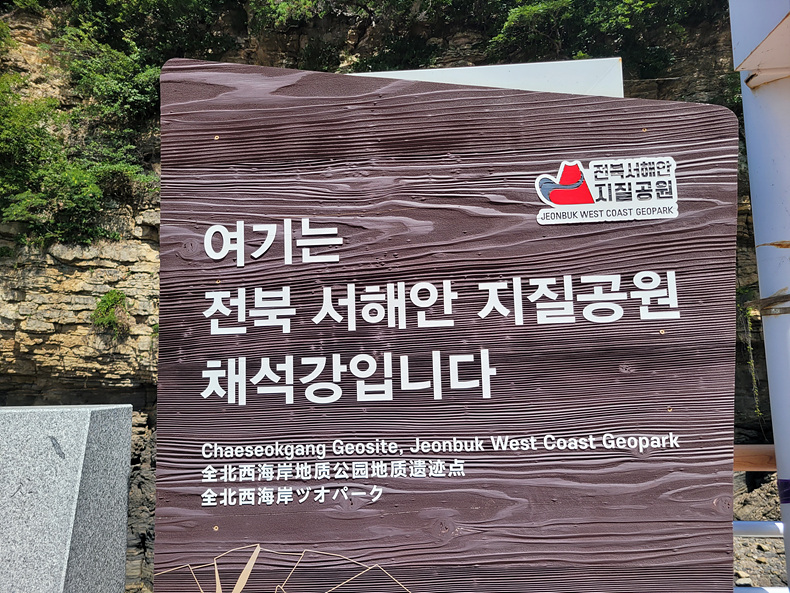 전북서해안
지질공원
JEONBUK WEST COAST GEOPARK
여기는
전북 서해안 지질공원
채석강입니다
Chaeseokgang Geosite, Jeonbuk West Coast Geopark
全北西海岸地质公园地质遗迹点
全北西海岸ヅオパーク